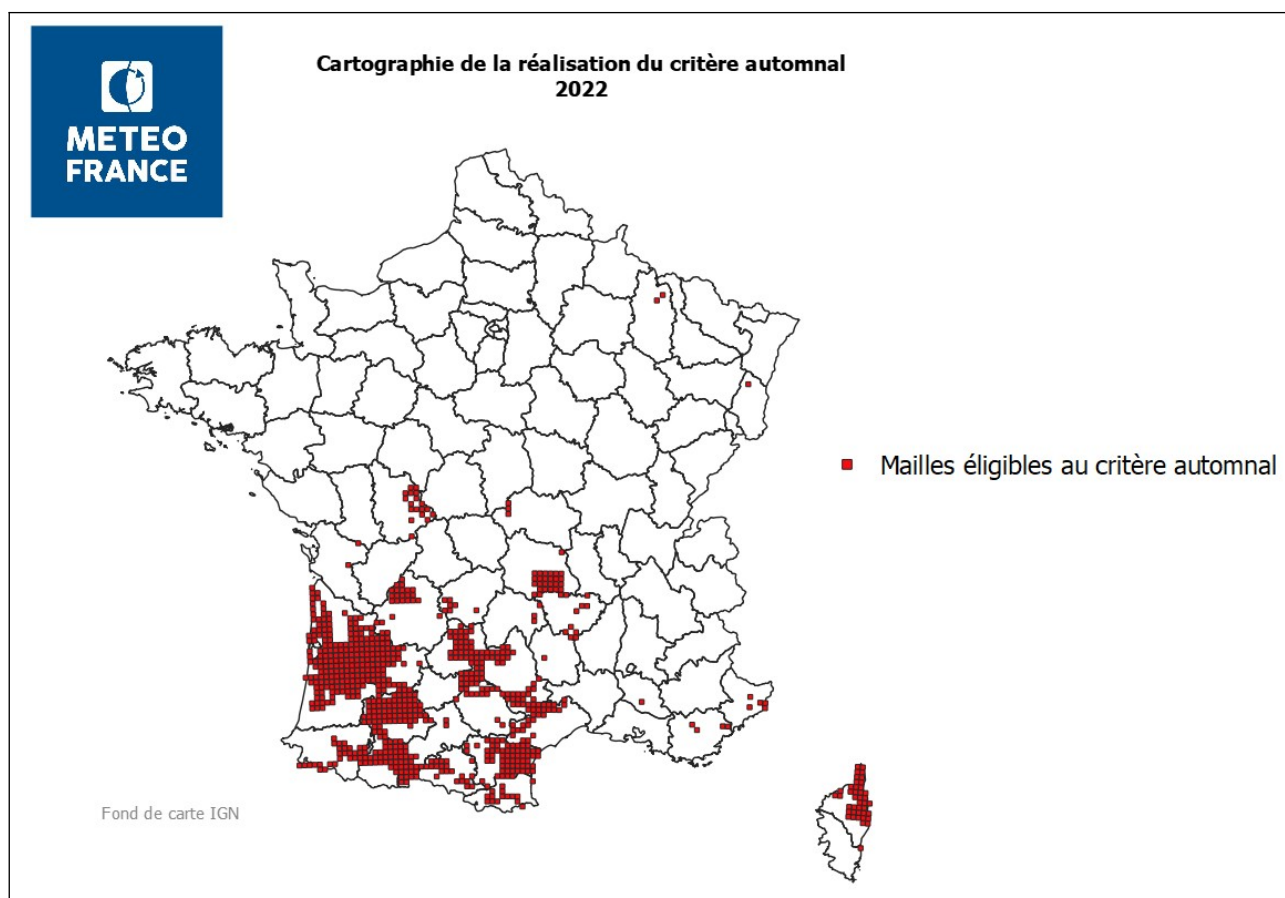 METEO
FRANCE
Cartographie de la réalisation du critère automnal
2022
Mailles éligibles au critère automnal
Fond de carte IGN